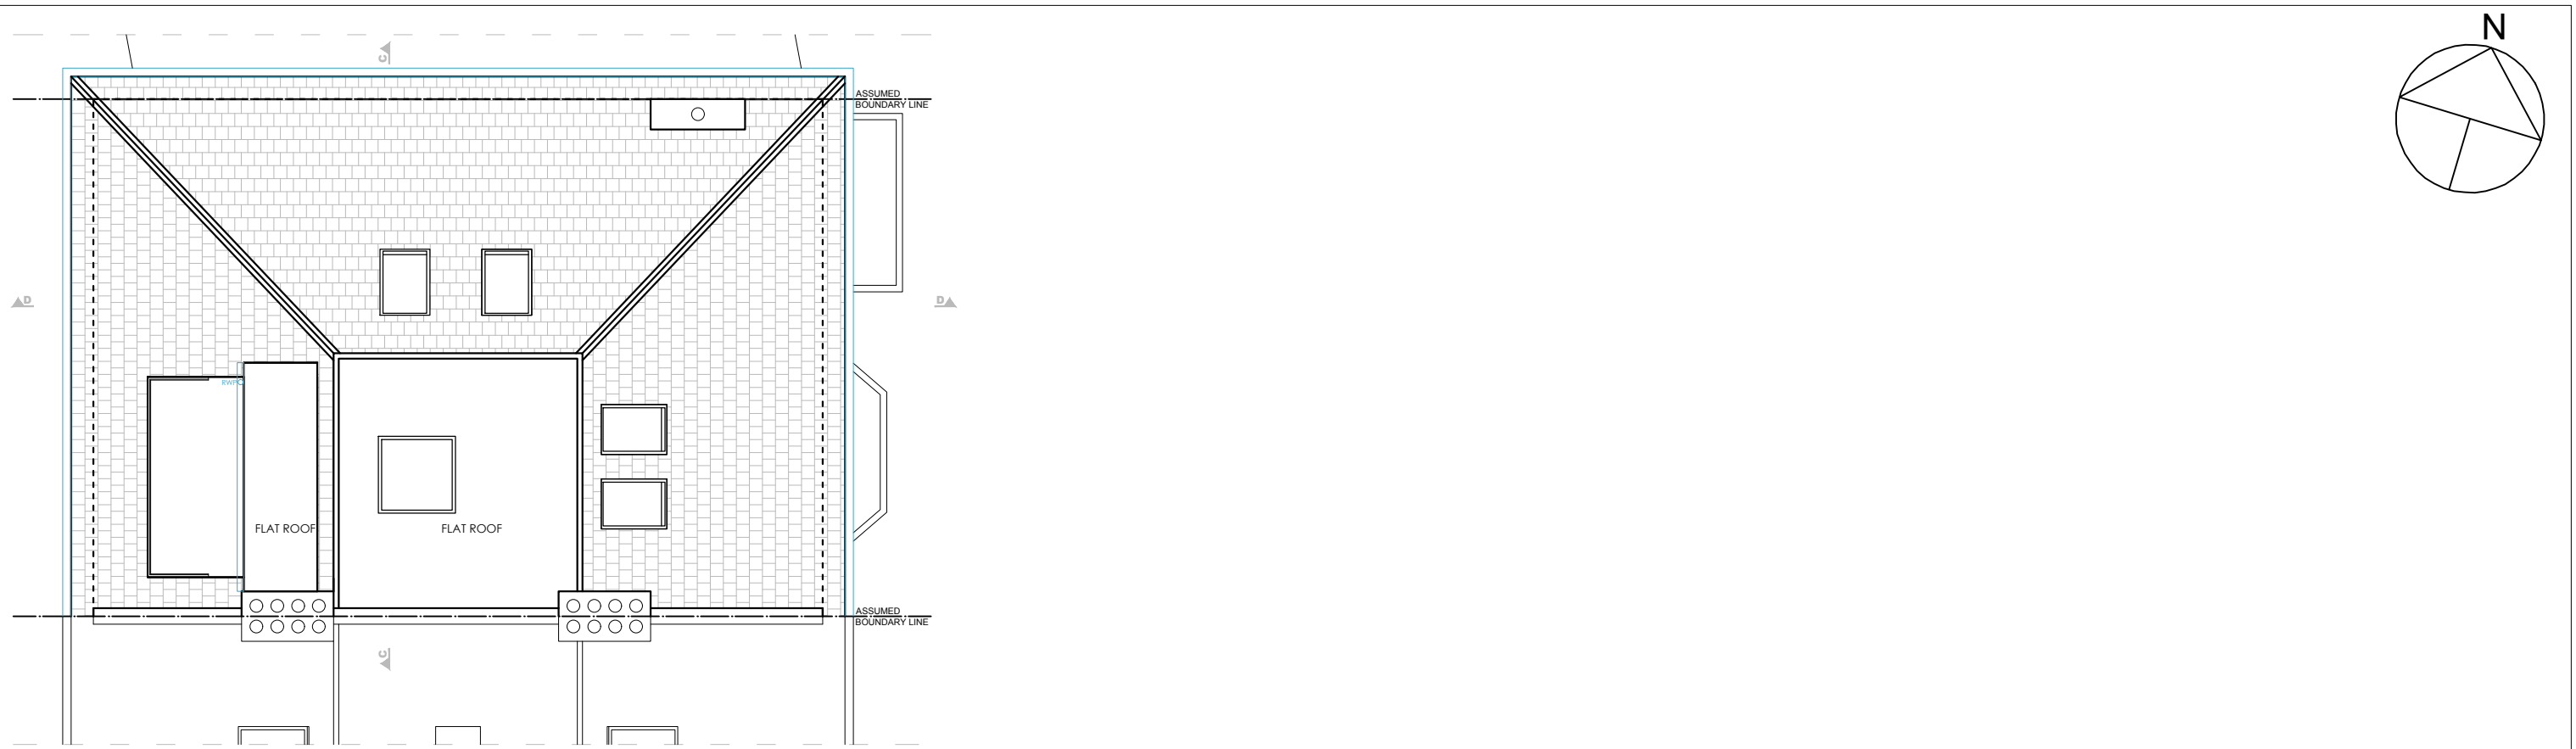 N
C
ASSUMED
BOUNDARY LINE
D
D
RWP
FLAT ROOF
FLAT ROOF
ASSUMED
BOUNDARY LINE
C